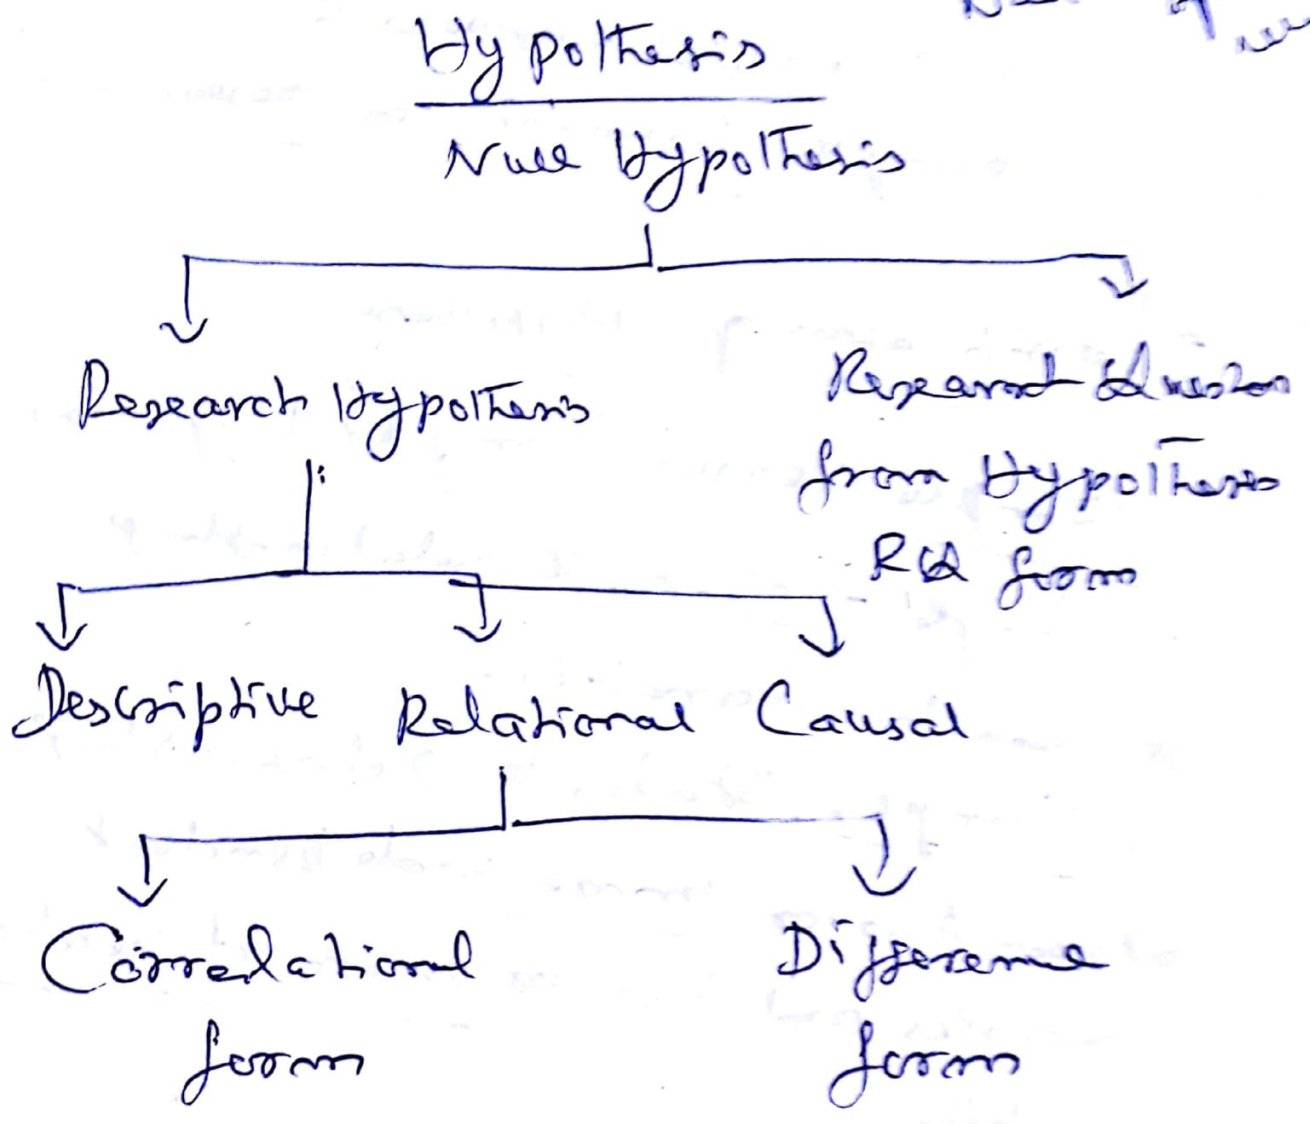 Hypothesis
Null Hypothesis
Research Hypothesis
Research Question
from Hypothesis
RQ form
Descriptive Relational Causal
Correlational
form
Difference
form